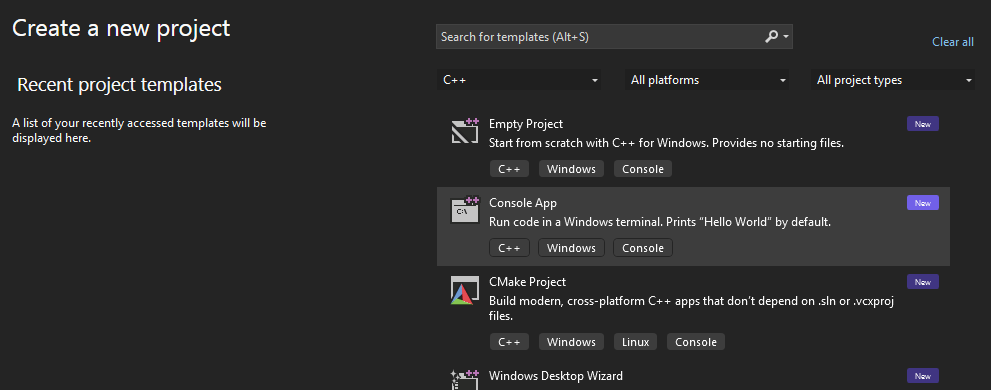 Create a new project
Search for templates (Alt+S)
Clear all
Recent project templates
C++
All platforms
All project types
A list of your recently accessed templates will be
displayed here.
Empty Project
New
Start from scratch with C++ for Windows. Provides no starting files.
C++
Windows
Console
Console App
New
C:\
Run code in a Windows terminal. Prints "Hello World" by default.
C++
Windows
Console
CMake Project
New
Build modern, cross-platform C++ apps that don't depend on .sln or .vcxproj
files.
C++
Windows
Linux
Console
Windows Desktop Wizard
New